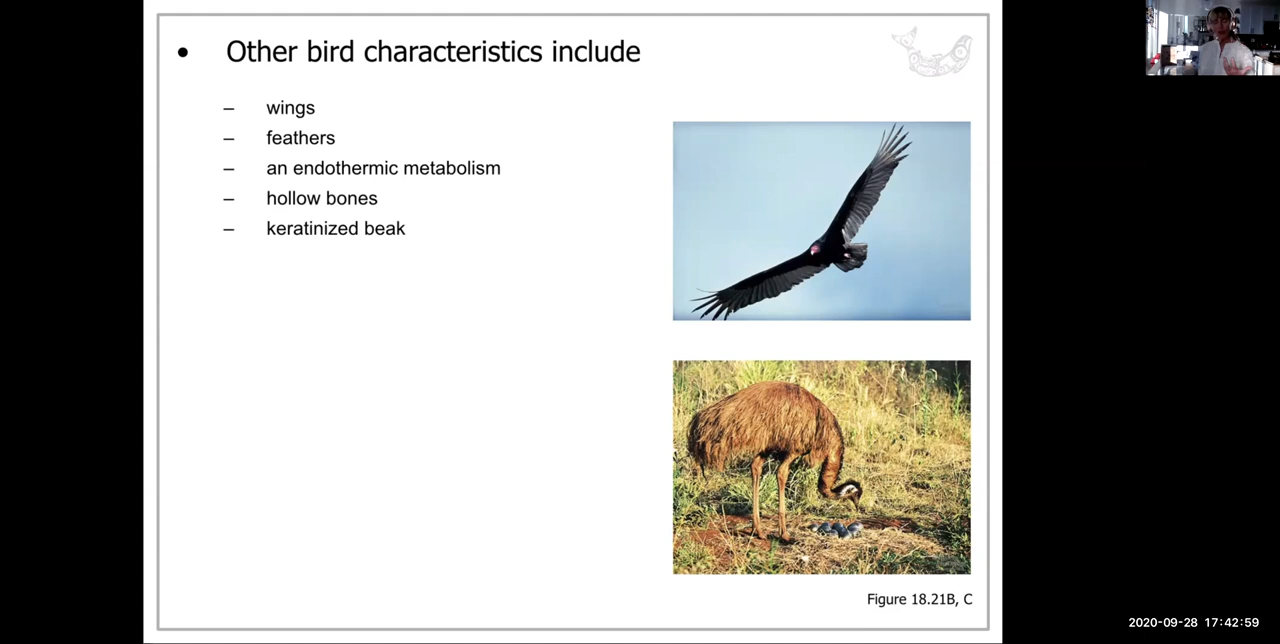 • Other bird characteristics include
– wings
– feathers
– an endothermic metabolism
– hollow bones
– keratinized beak
Figure 18.21B, C
2020-09-28 17:42:59